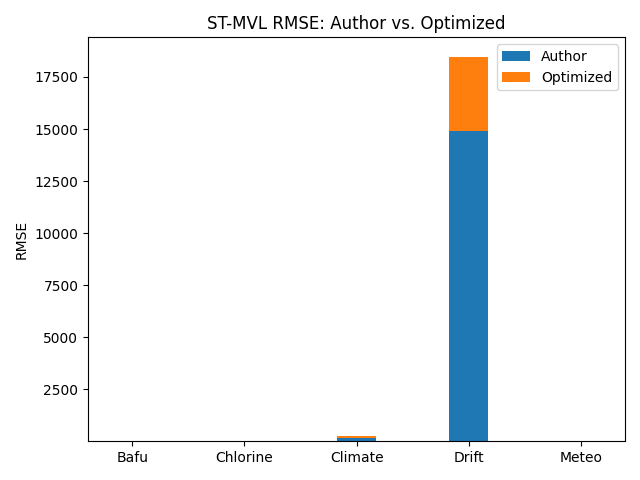 ST-MVL RMSE: Author vs. Optimized
Author
Optimized
17500
15000
12500
10000
7500
5000
2500
RMSE
Bafu
Chlorine
Climate
Drift
Meteo